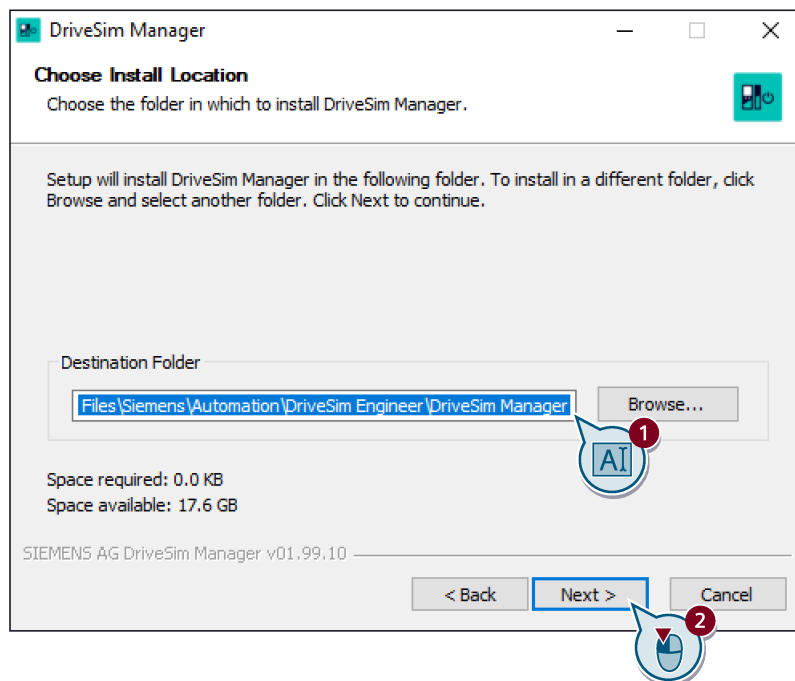 DriveSim Manager
Choose Install Location
Choose the folder in which to install DriveSim Manager.
Setup will install DriveSim Manager in the following folder. To install in a different folder, click
Browse and select another folder. Click Next to continue.
Destination Folder
Files\Siemens\Automation\DriveSim Engineer\DriveSim Manager
Browse...
1
A
Space required: 0.0 KB
Space available: 17.6 GB
SIEMENS AG DriveSim Manager v01.99.10
< Back
Next >
Cancel
2